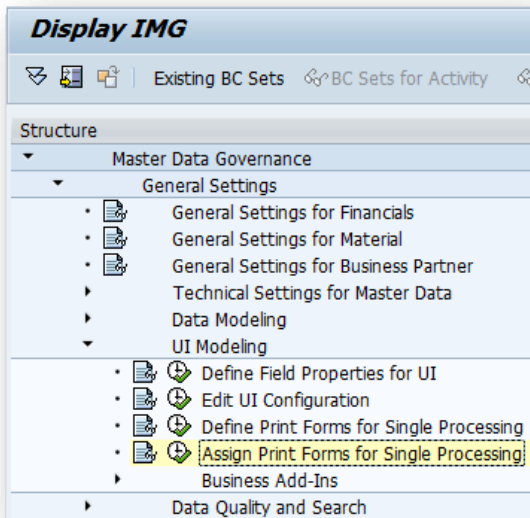 Display IMG
Existing BC Sets BC Sets for Activity
Structure
Master Data Governance
General Settings
General Settings for Financials
General Settings for Material
General Settings for Business Partner
Technical Settings for Master Data
Data Modeling
UI Modeling
Define Field Properties for UI
Edit UI Configuration
Define Print Forms for Single Processing
Assign Print Forms for Single Processing
Business Add-Ins
Data Quality and Search